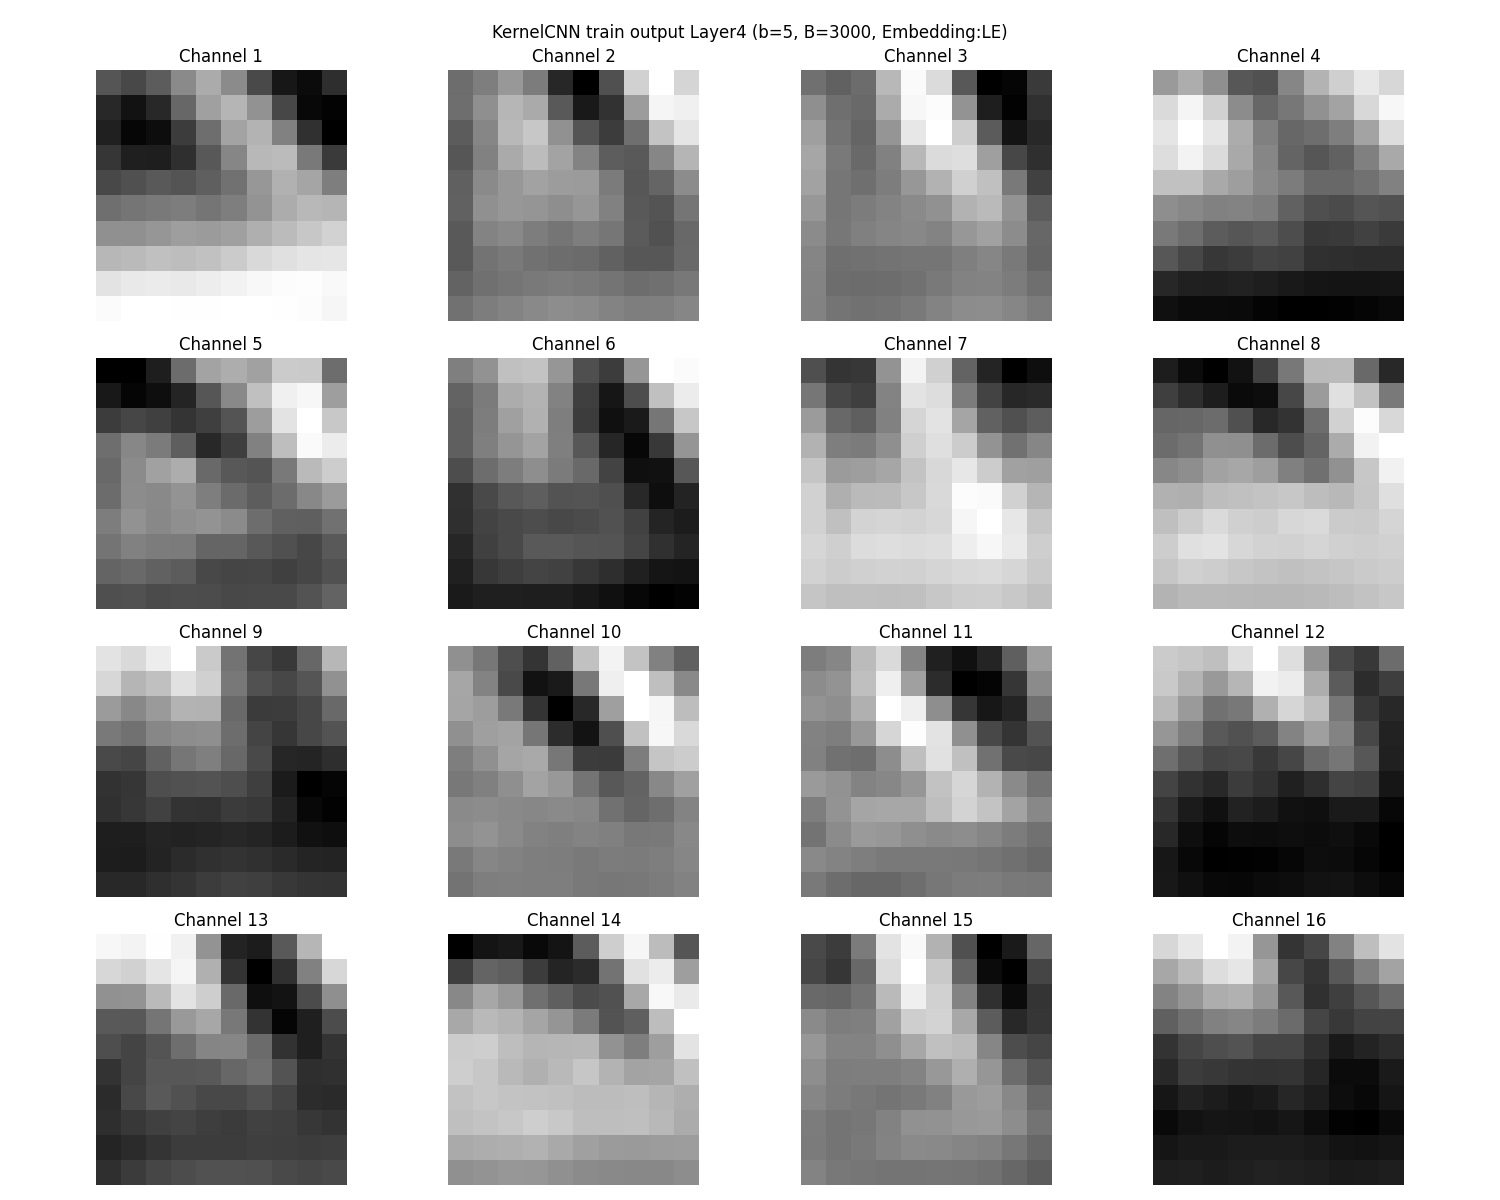 KernelCNN train output Layer4 (b=5, B=3000, Embedding:LE)
Channel 1
Channel 2
Channel 3
Channel 4
Channel 5
Channel 6
Channel 7
Channel 8
Channel 9
Channel 10
Channel 11
Channel 12
Channel 13
Channel 14
Channel 15
Channel 16